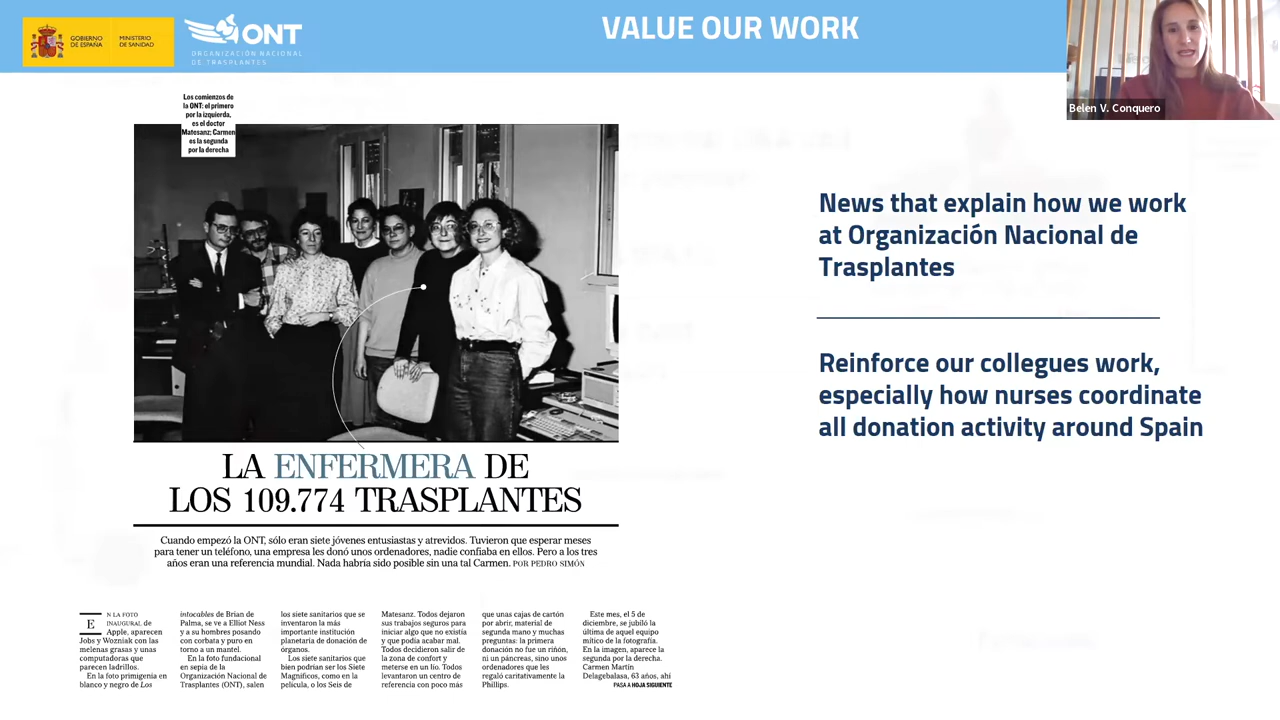 GOBIERNO
DE ESPAÑA
MINISTERIO
DE SANIDAD
ONT
ORGANIZACIÓN NACIONAL
DE TRASPLANTES
VALUE OUR WORK
Belen V. Conquero
Los comienzos de
la ONT: el primero
por la izquierda,
es el doctor
Matesanz; Carmen
es la segunda
por la derecha
News that explain how we work
at Organización Nacional de
Trasplantes
Reinforce our collegues work,
especially how nurses coordinate
all donation activity around Spain
LA ENFERMERA DE
LOS 109.774 TRASPLANTES
Cuando empezó la ONT, sólo eran siete jóvenes entusiastas y atrevidos. Tuvieron que esperar meses
para tener un teléfono, una empresa les donó unos ordenadores, nadie confiaba en ellos. Pero a los tres
años eran una referencia mundial. Nada habría sido posible sin una tal Carmen. POR PEDRO SIMÓN
EN LA FOTO
INAUGURAL de
Apple, aparecen
Jobs y Wozniak con las
melenas grasas y unas
computadoras que
parecen ladrillos.
En la foto primigenia en
blanco y negro de Los
intocables de Brian de
Palma, se ve a Elliot Ness
y a su hombres posando
con corbata y puro en
torno a un mantel.
En la foto fundacional
en sepia de la
Organización Nacional de
Trasplantes (ONT), salen
los siete sanitarios que se
inventaron la más
importante institución
planetaria de donación de
órganos.
Los siete sanitarios que
bien podrían ser los Siete
Magníficos, como en la
película, o los Seis de
Matesanz. Todos dejaron
sus trabajos seguros para
iniciar algo que no existía
y que podía acabar mal.
Todos decidieron salir de
la zona de confort y
meterse en un lío. Todos
levantaron un centro de
referencia con poco más
que unas cajas de cartón
por abrir, material de
segunda mano y muchas
preguntas: la primera
donación no fue un riñón,
ni un páncreas, sino unos
ordenadores que les
regaló caritativamente la
Phillips.
Este mes, el 5 de
diciembre, se jubiló la
última de aquel equipo
mítico de la fotografía.
En la imagen, aparece la
segunda por la derecha.
Carmen Martín
Delagebalasa, 63 años, ahí
PASA A HOJA SIGUIENTE